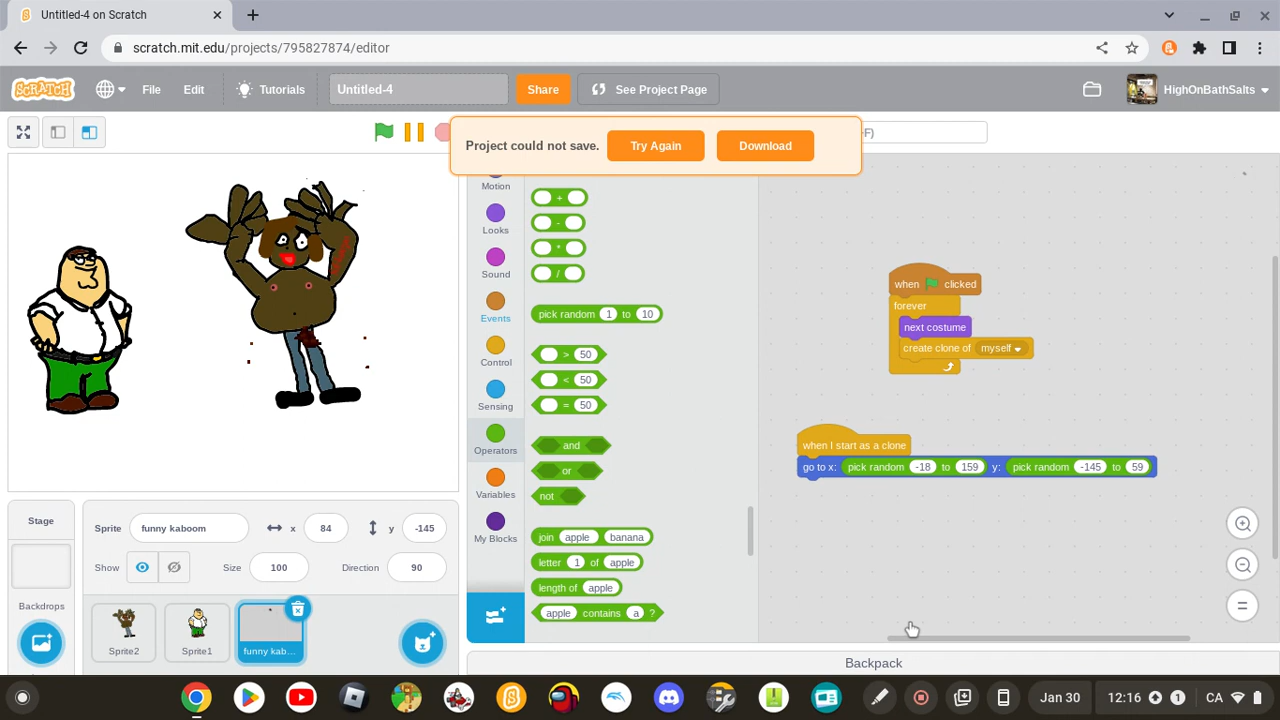 Untitled-4 on Scratch
scratch.mit.edu/projects/795827874/editor
SCRATCH
File
Edit
Tutorials
Untitled-4
Share
See Project Page
HighOnBathSalts
Project could not save.
Try Again
Download
F)
Motion
Looks
Sound
Events
Control
Sensing
Operators
Variables
My Blocks
+
-
*
/
pick random 1 to 10
> 50
< 50
= 50
and
or
not
join apple banana
letter 1 of apple
length of apple
apple contains a ?
when clicked
forever
next costume
create clone of myself
when I start as a clone
go to x: pick random -18 to 159 y: pick random -145 to 59
Stage
Backdrops
Sprite funny kaboom x 84 y -145
Show Size 100 Direction 90
Sprite2
Sprite1
funny kab...
Backpack
Jan 30
12:16
1
CA